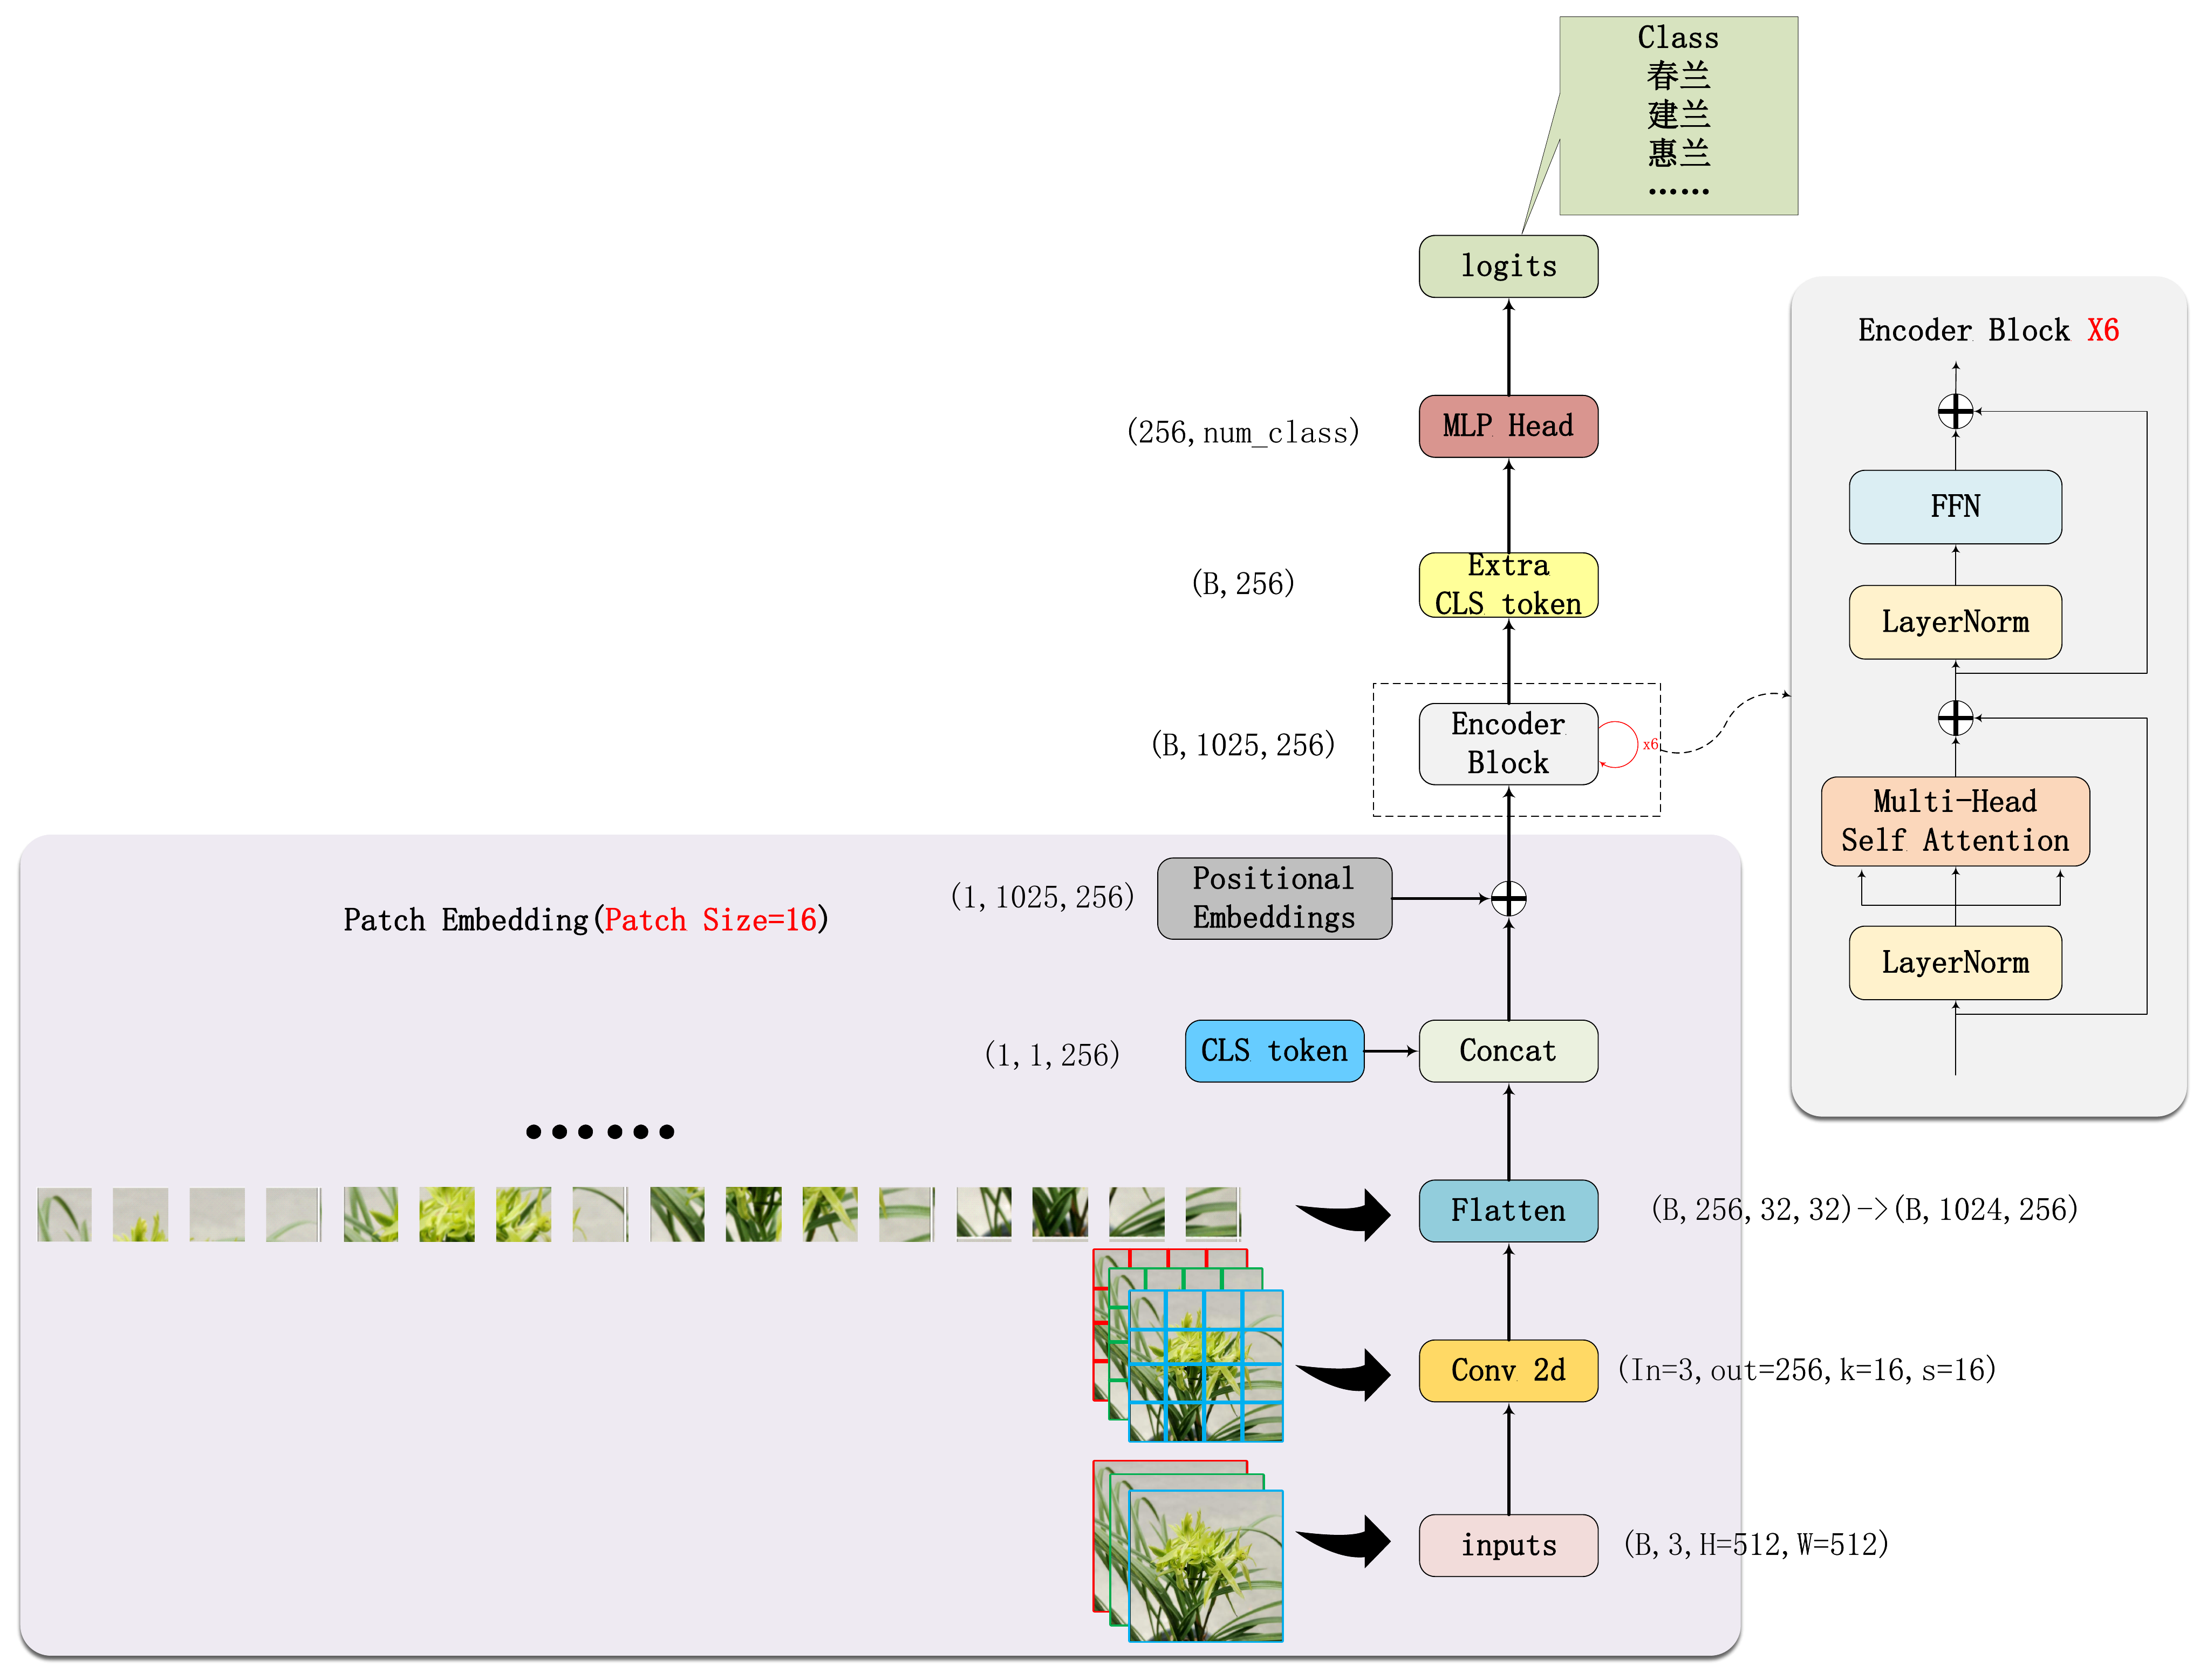 Class
春兰
建兰
惠兰
……
logits
Encoder Block X6
(256,num_class)
MLP Head
FFN
Extra
CLS token
(B,256)
LayerNorm
Encoder
Block
x6
(B,1025,256)
Multi-Head
Self Attention
Positional
Embeddings
(1,1025,256)
Patch Embedding(Patch Size=16)
LayerNorm
(1,1,256)
CLS token
Concat
......
Flatten
(B,256,32,32)->(B,1024,256)
Conv 2d
(In=3,out=256,k=16,s=16)
inputs
(B,3,H=512,W=512)